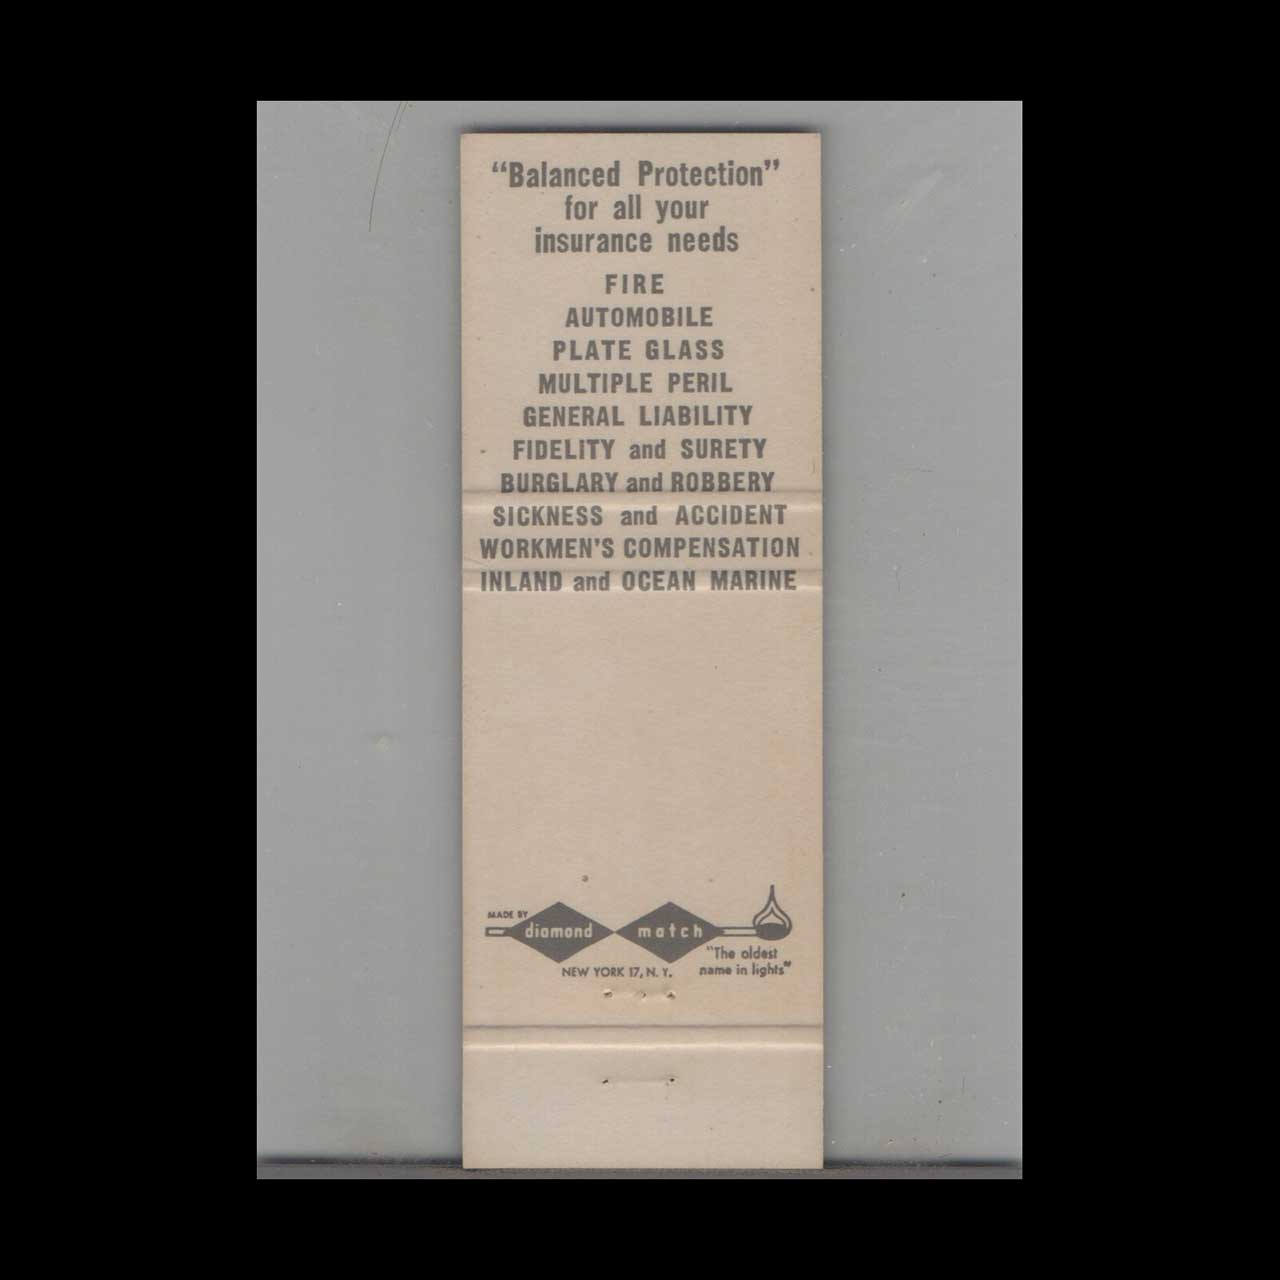 “Balanced Protection”
for all your
insurance needs
FIRE
AUTOMOBILE
PLATE GLASS
MULTIPLE PERIL
GENERAL LIABILITY
FIDELITY and SURETY
BURGLARY and ROBBERY
SICKNESS and ACCIDENT
WORKMEN’S COMPENSATION
INLAND and OCEAN MARINE
MADE BY
diamond match
"The oldest
name in lights"
NEW YORK 17, N. Y.